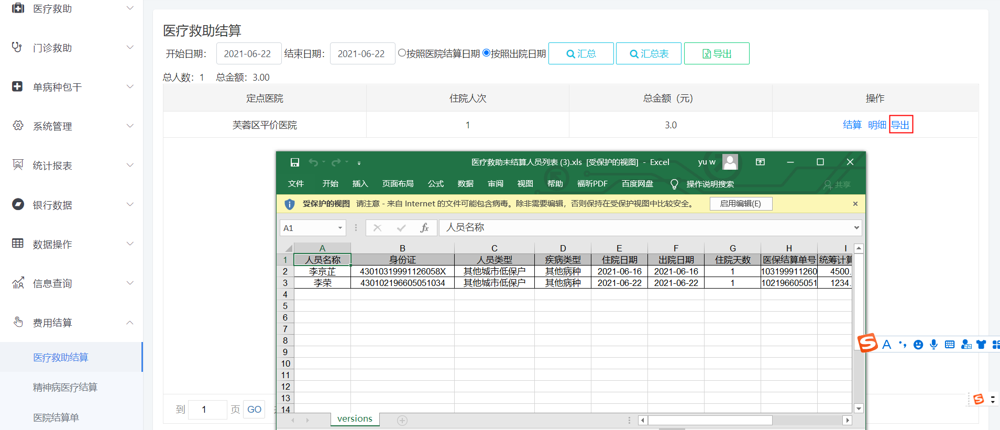 医疗救助
门诊救助
单病种包干
系统管理
统计报表
银行数据
数据操作
信息查询
费用结算
医疗救助结算
精神病医疗结算
医院结算单
医疗救助结算
开始日期： 2021-06-22 结束日期： 2021-06-22 按照医院结算日期 按照出院日期 汇总 汇总表 导出
总人数：1 总金额：3.00
定点医院 住院人次 总金额（元） 操作
芙蓉区平价医院 1 3.0 结算 明细 导出
医疗救助未结算人员列表 (3).xls [受保护的视图] - Excel yu w
文件 开始 插入 页面布局 公式 数据 审阅 视图 帮助 福昕PDF 百度网盘 操作说明搜索 共享
受保护的视图 请注意 - 来自 Internet 的文件可能包含病毒。除非需要编辑，否则保持在受保护视图中比较安全。 启用编辑(E)
A1 fx 人员名称
A B C D E F G H I
1 人员名称 身份证 人员类型 疾病类型 住院日期 出院日期 住院天数 医保结算单号 统筹计算
2 李京芷 43010319991126058X 其他城市低保户 其他病种 2021-06-16 2021-06-16 1 103199911260 4500.
3 李荣 430102196605051034 其他城市低保户 其他病种 2021-06-22 2021-06-22 1 102196605051 1234.
4
5
6
7
8
9
10
11
12
13
14
versions
到 1 页 GO